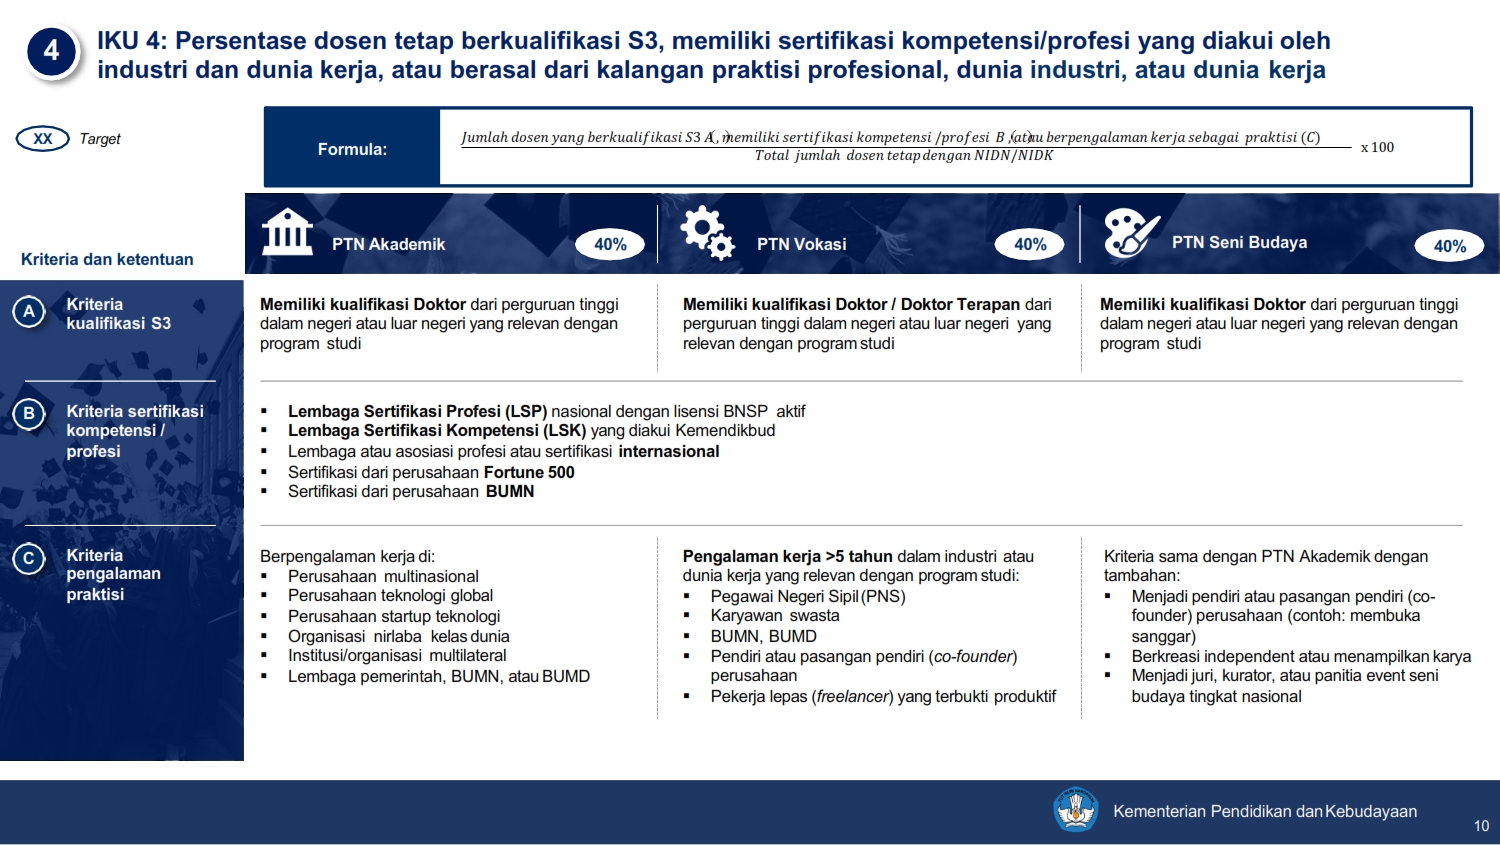 4
IKU 4: Persentase dosen tetap berkualifikasi S3, memiliki sertifikasi kompetensi/profesi yang diakui oleh
industri dan dunia kerja, atau berasal dari kalangan praktisi profesional, dunia industri, atau dunia kerja
XX Target
Formula:
Jumlah dosen yang berkualifikasi S3 A(, )memiliki sertifikasi kompetensi /profesi B ,(atau) berpengalaman kerja sebagai praktisi (C)
Total jumlah dosen tetap dengan NIDN/NIDK
x 100
Kriteria dan ketentuan
PTN Akademik 40%
PTN Vokasi 40%
PTN Seni Budaya 40%
A Kriteria
kualifikasi S3
Memiliki kualifikasi Doktor dari perguruan tinggi
dalam negeri atau luar negeri yang relevan dengan
program studi
Memiliki kualifikasi Doktor / Doktor Terapan dari
perguruan tinggi dalam negeri atau luar negeri yang
relevan dengan program studi
Memiliki kualifikasi Doktor dari perguruan tinggi
dalam negeri atau luar negeri yang relevan dengan
program studi
B Kriteria sertifikasi
kompetensi /
profesi
▪ Lembaga Sertifikasi Profesi (LSP) nasional dengan lisensi BNSP aktif
▪ Lembaga Sertifikasi Kompetensi (LSK) yang diakui Kemendikbud
▪ Lembaga atau asosiasi profesi atau sertifikasi internasional
▪ Sertifikasi dari perusahaan Fortune 500
▪ Sertifikasi dari perusahaan BUMN
C Kriteria
pengalaman
praktisi
Berpengalaman kerja di:
▪ Perusahaan multinasional
▪ Perusahaan teknologi global
▪ Perusahaan startup teknologi
▪ Organisasi nirlaba kelas dunia
▪ Institusi/organisasi multilateral
▪ Lembaga pemerintah, BUMN, atau BUMD
Pengalaman kerja >5 tahun dalam industri atau
dunia kerja yang relevan dengan program studi:
▪ Pegawai Negeri Sipil (PNS)
▪ Karyawan swasta
▪ BUMN, BUMD
▪ Pendiri atau pasangan pendiri (co-founder)
perusahaan
▪ Pekerja lepas (freelancer) yang terbukti produktif
Kriteria sama dengan PTN Akademik dengan
tambahan:
▪ Menjadi pendiri atau pasangan pendiri (co-
founder) perusahaan (contoh: membuka
sanggar)
▪ Berkreasi independent atau menampilkan karya
▪ Menjadi juri, kurator, atau panitia event seni
budaya tingkat nasional
Kementerian Pendidikan dan Kebudayaan
10